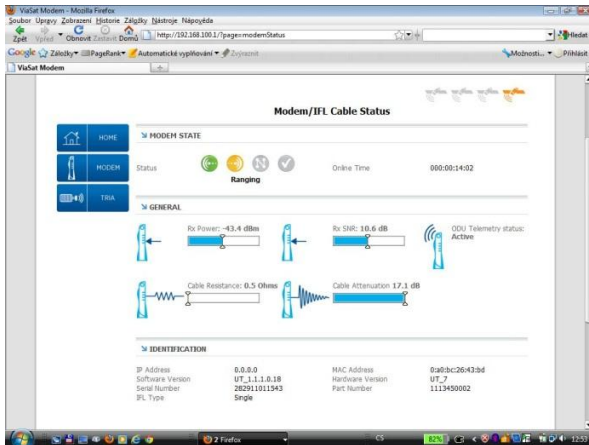 ViaSat Modem - Mozilla Firefox
Soubor Úpravy Zobrazení Historie Záložky Nástroje Nápověda
Zpět Vpřed Obnovit Zastavit Domů http://192.168.100.1/?page=modemStatus Hledat
Google Záložky PageRank Automatické vyplňování Zvýraznit Možnosti... Přihlásit
ViaSat Modem
Modem/IFL Cable Status
HOME
MODEM
TRIA
MODEM STATE
Status
Ranging
Online Time 000:00:14:02
GENERAL
Rx Power: -43.4 dBm
Rx SNR: 10.6 dB
ODU Telemetry status:
Active
Cable Resistance: 0.5 Ohms
Cable Attenuation 17.1 dB
IDENTIFICATION
IP Address 0.0.0.0 MAC Address 0:a0:bc:26:43:bd
Software Version UT_1.1.1.0.18 Hardware Version UT_7
Serial Number 282911011543 Part Number 1113450002
IFL Type Single
2 Firefox CS 82% 12:53